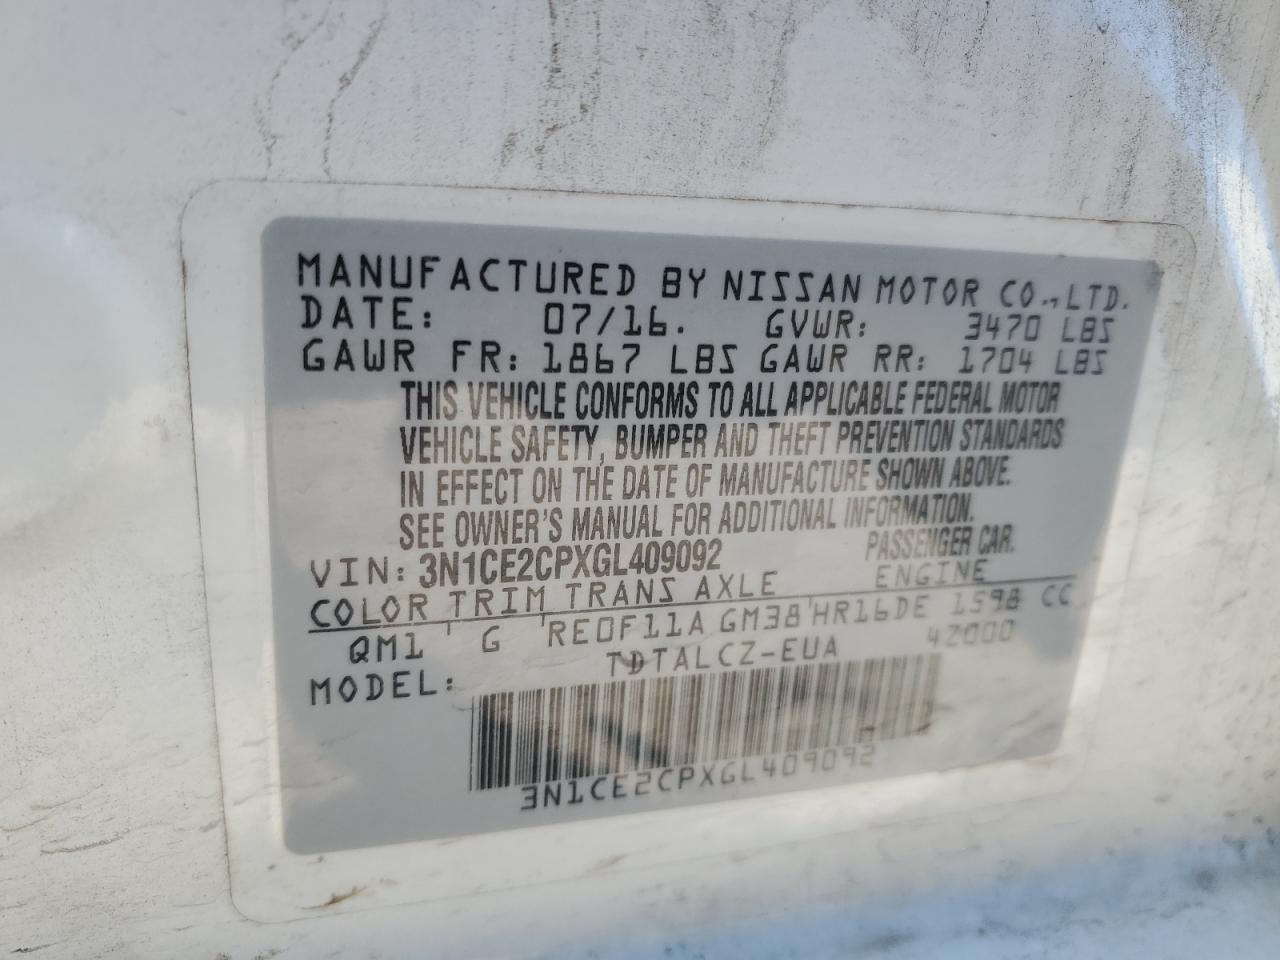 MANUFACTURED BY NISSAN MOTOR CO., LTD.
DATE: 07/16. GVWR: 3470 LBS
GAWR FR: 1867 LBS GAWR RR: 1704 LBS
THIS VEHICLE CONFORMS TO ALL APPLICABLE FEDERAL MOTOR
VEHICLE SAFETY, BUMPER AND THEFT PREVENTION STANDARDS
IN EFFECT ON THE DATE OF MANUFACTURE SHOWN ABOVE.
SEE OWNER'S MANUAL FOR ADDITIONAL INFORMATION.
VIN: 3N1CE2CPXGL409092 PASSENGER CAR.
COLOR TRIM TRANS AXLE ENGINE
QM1 G RE0F11A GM38 HR16DE 1598 CC
MODEL: TDTALCZ-EUA 42000
3N1CE2CPXGL409092